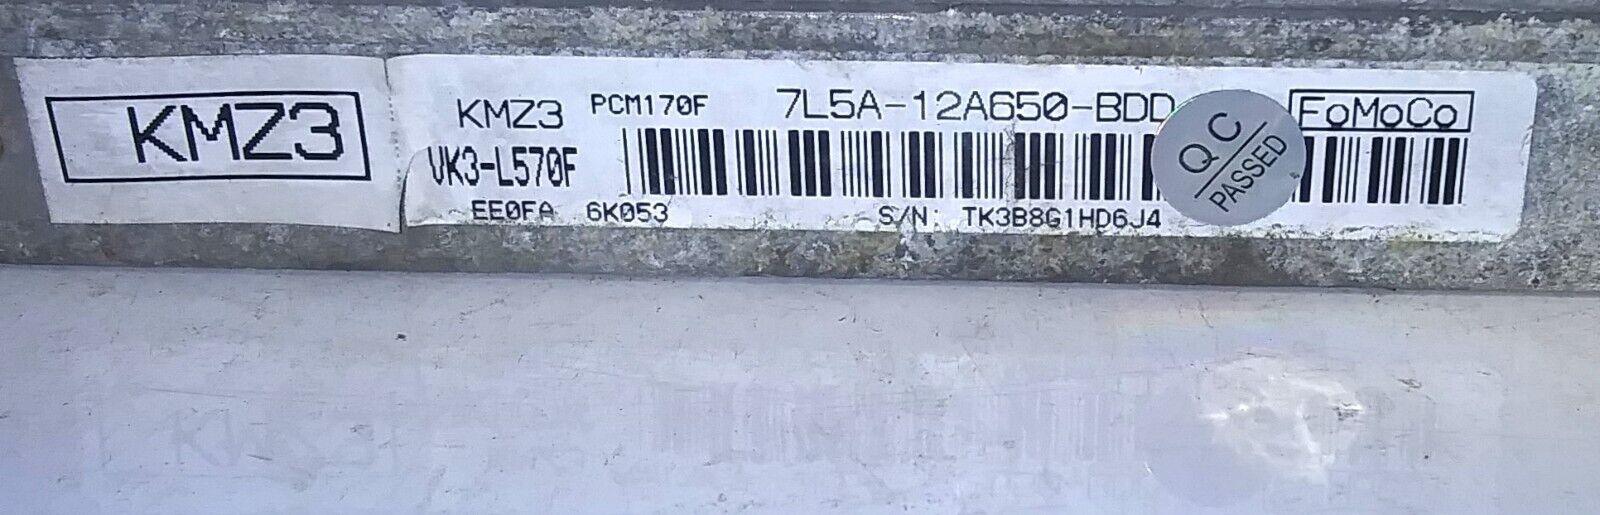 KMZ3
KMZ3 PCM170F 7L5A-12A650-BDD FoMoCo
VK3-L570F
EE0FA 6K053 S/N: TK3B8G1HD6J4
QC
PASSED